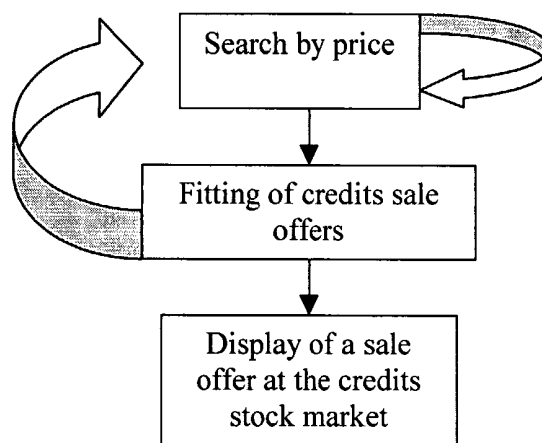 Search by price
Fitting of credits sale
offers
Display of a sale
offer at the credits
stock market